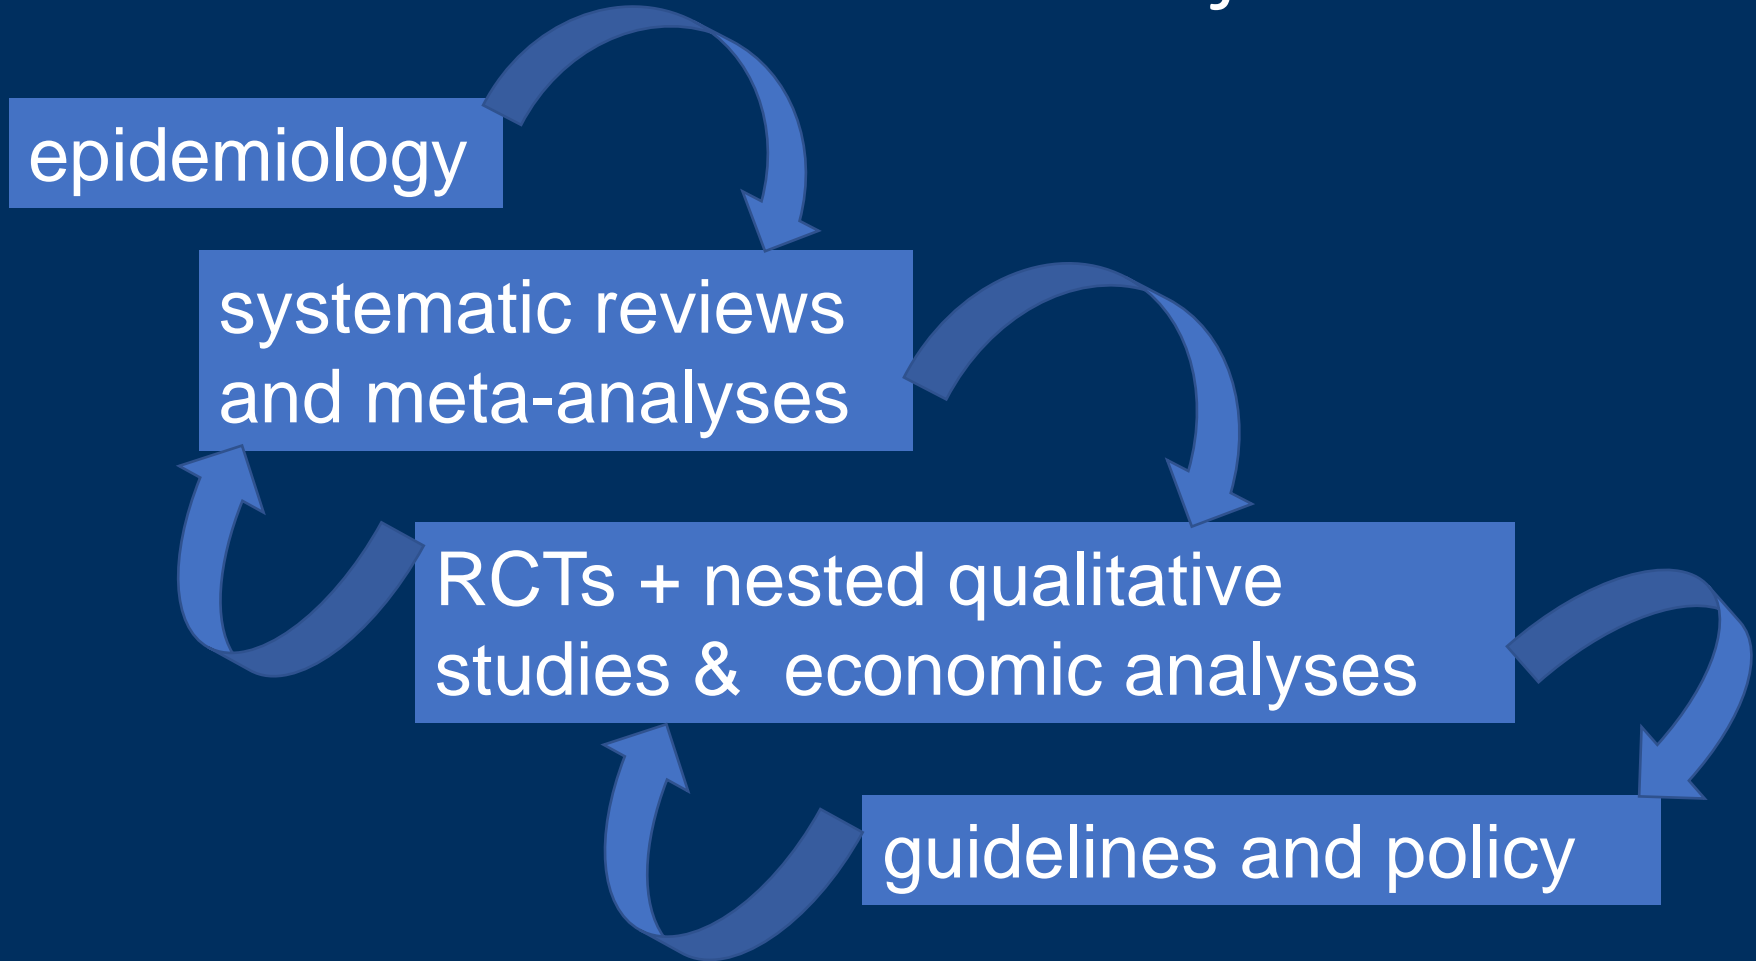 epidemiology
systematic reviews
and meta-analyses
RCTs + nested qualitative
studies & economic analyses
guidelines and policy